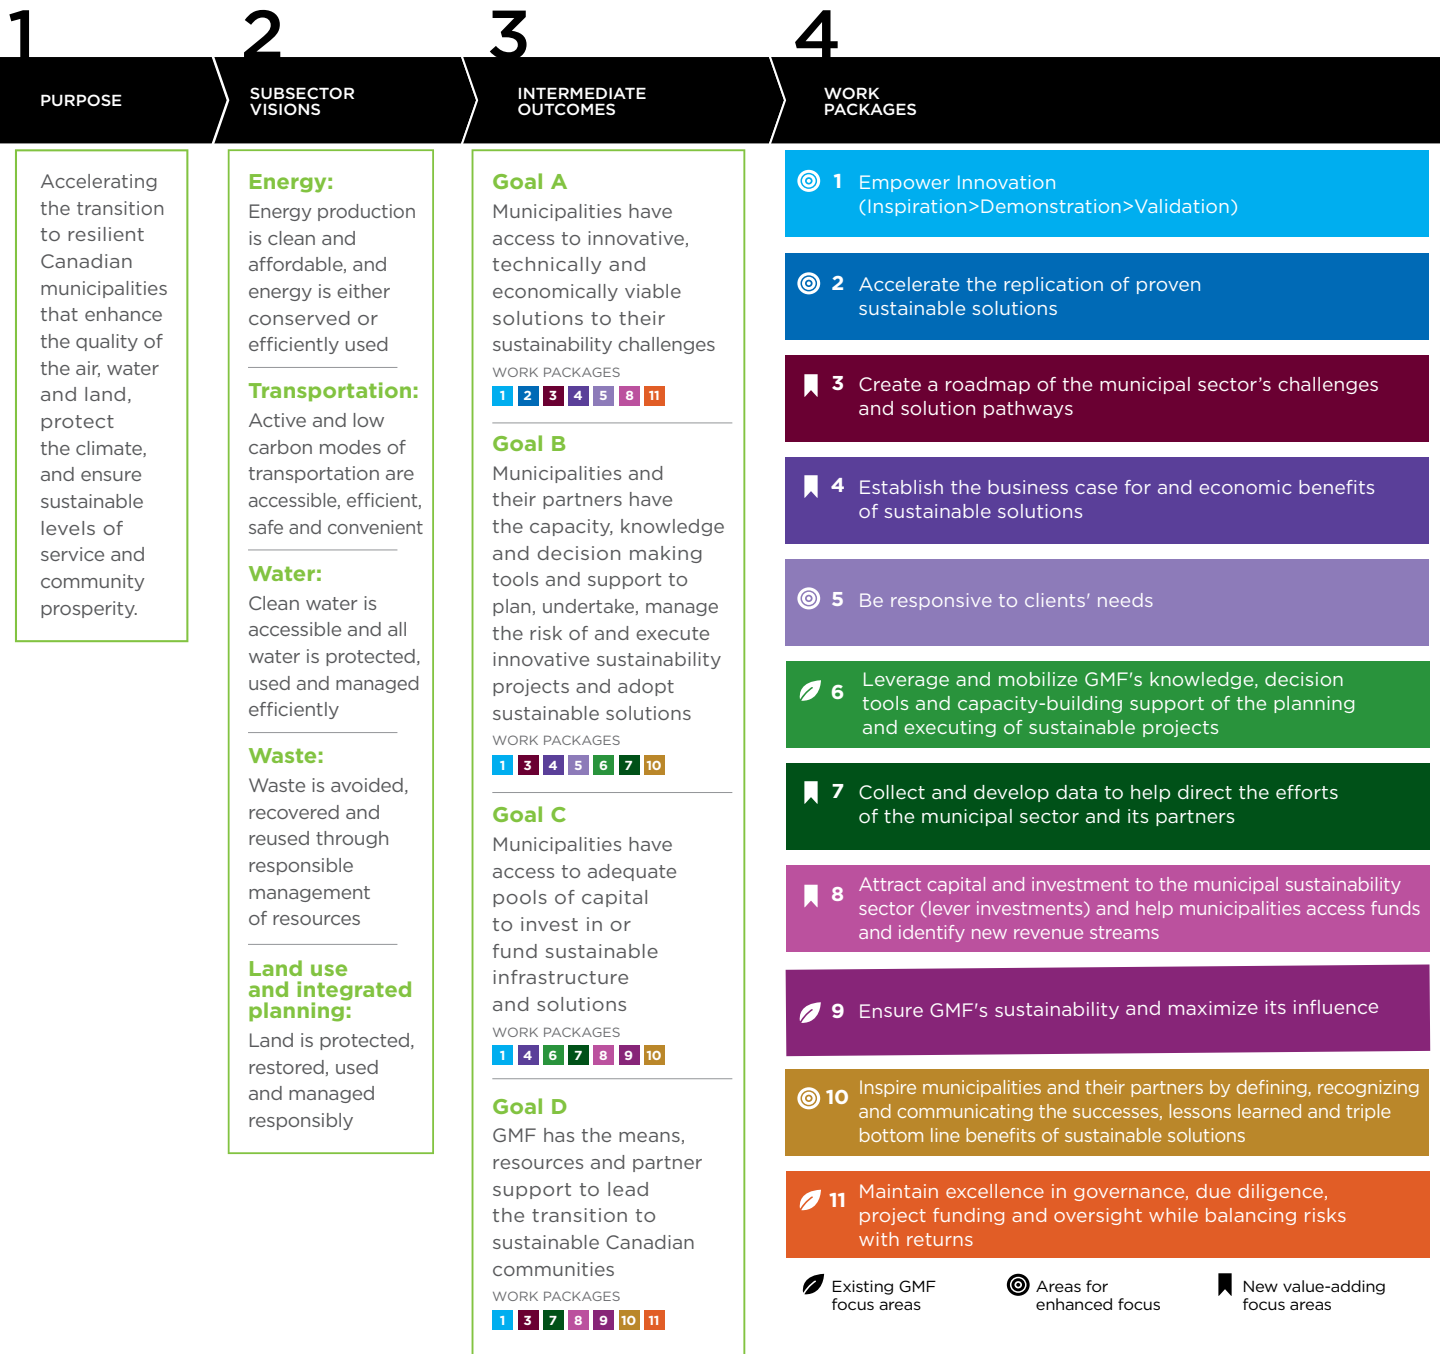 1
PURPOSE
Accelerating
the transition
to resilient
Canadian
municipalities
that enhance
the quality of
the air, water
and land,
protect
the climate,
and ensure
sustainable
levels of
service and
community
prosperity.
2
SUBSECTOR
VISIONS
Energy:
Energy production
is clean and
affordable, and
energy is either
conserved or
efficiently used
Transportation:
Active and low
carbon modes of
transportation are
accessible, efficient,
safe and convenient
Water:
Clean water is
accessible and all
water is protected,
used and managed
efficiently
Waste:
Waste is avoided,
recovered and
reused through
responsible
management
of resources
Land use
and integrated
planning:
Land is protected,
restored, used
and managed
responsibly
3
INTERMEDIATE
OUTCOMES
Goal A
Municipalities have
access to innovative,
technically and
economically viable
solutions to their
sustainability challenges
WORK PACKAGES
1 2 3 4 5 8 11
Goal B
Municipalities and
their partners have
the capacity, knowledge
and decision making
tools and support to
plan, undertake, manage
the risk of and execute
innovative sustainability
projects and adopt
sustainable solutions
WORK PACKAGES
1 3 4 5 6 7 10
Goal C
Municipalities have
access to adequate
pools of capital
to invest in or
fund sustainable
infrastructure
and solutions
WORK PACKAGES
1 4 6 7 8 9 10
Goal D
GMF has the means,
resources and partner
support to lead
the transition to
sustainable Canadian
communities
WORK PACKAGES
1 3 7 8 9 10 11
4
WORK
PACKAGES
1 Empower Innovation
(Inspiration>Demonstration>Validation)
2 Accelerate the replication of proven
sustainable solutions
3 Create a roadmap of the municipal sector’s challenges
and solution pathways
4 Establish the business case for and economic benefits
of sustainable solutions
5 Be responsive to clients' needs
6 Leverage and mobilize GMF's knowledge, decision
tools and capacity-building support of the planning
and executing of sustainable projects
7 Collect and develop data to help direct the efforts
of the municipal sector and its partners
8 Attract capital and investment to the municipal sustainability
sector (lever investments) and help municipalities access funds
and identify new revenue streams
9 Ensure GMF's sustainability and maximize its influence
10 Inspire municipalities and their partners by defining, recognizing
and communicating the successes, lessons learned and triple
bottom line benefits of sustainable solutions
11 Maintain excellence in governance, due diligence,
project funding and oversight while balancing risks
with returns
Existing GMF
focus areas
Areas for
enhanced focus
New value-adding
focus areas